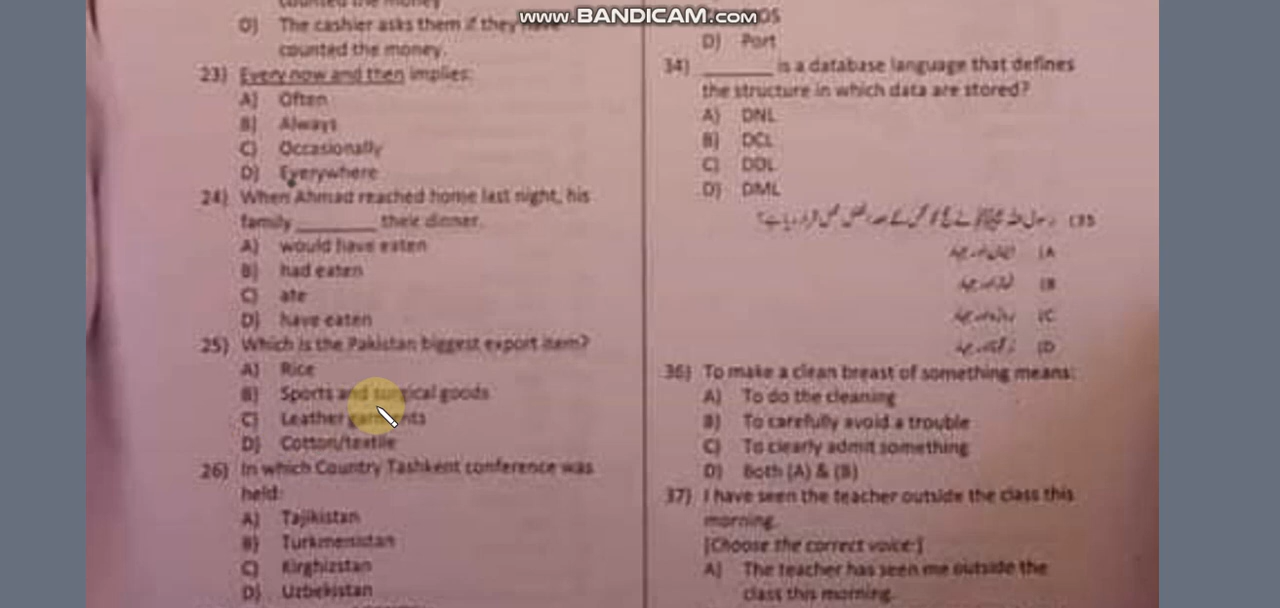 www.BANDICAM.com
counted the money
D) The cashier asks them if they have
counted the money.
23) Every now and then implies:
A) Often
B) Always
C) Occasionally
D) Everywhere
24) When Ahmad reached home last night, his
family ________ their dinner.
A) would have eaten
B) had eaten
C) ate
D) have eaten
25) Which is the Pakistan biggest export item?
A) Rice
B) Sports and surgical goods
C) Leather garments
D) Cotton/textile
26) In which Country Tashkent conference was
held:
A) Tajikistan
B) Turkmenistan
C) Kirghizstan
D) Uzbekistan
D) Port
34) ________ is a database language that defines
the structure in which data are stored?
A) DNL
B) DCL
C) DDL
D) DML
(35
(A
(B
(C
(D
36) To make a clean breast of something means:
A) To do the cleaning
B) To carefully avoid a trouble
C) To clearly admit something
D) Both (A) & (B)
37) I have seen the teacher outside the class this
morning.
[Choose the correct voice:]
A) The teacher has seen me outside the
class this morning.